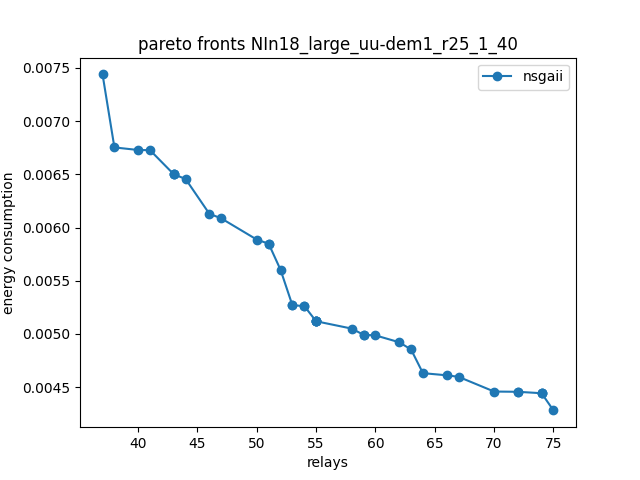 pareto fronts NIn18_large_uu-dem1_r25_1_40
nsgaii
0.0075
0.0070
0.0065
0.0060
0.0055
0.0050
0.0045
energy consumption
40 45 50 55 60 65 70 75
relays